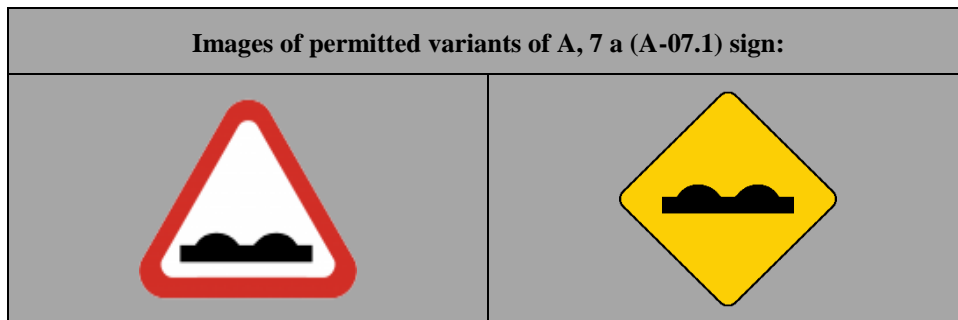 Images of permitted variants of A, 7 a (A-07.1) sign: